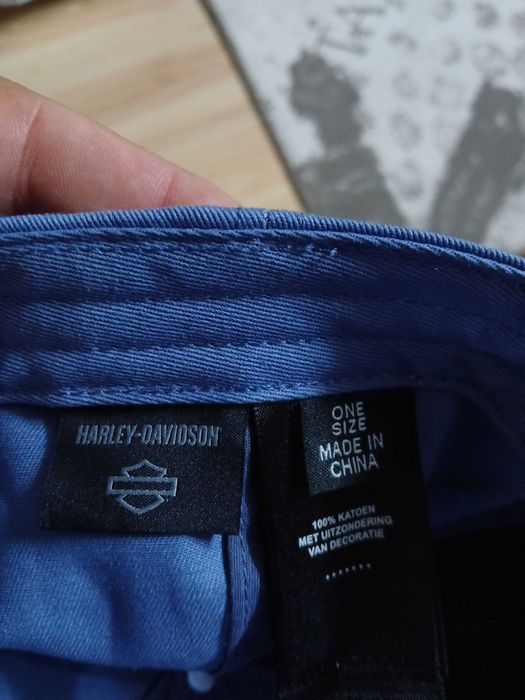 HARLEY-DAVIDSON
ONE
SIZE
MADE IN
CHINA
100% KATOEN
MET UITZONDERING
VAN DECORATIE